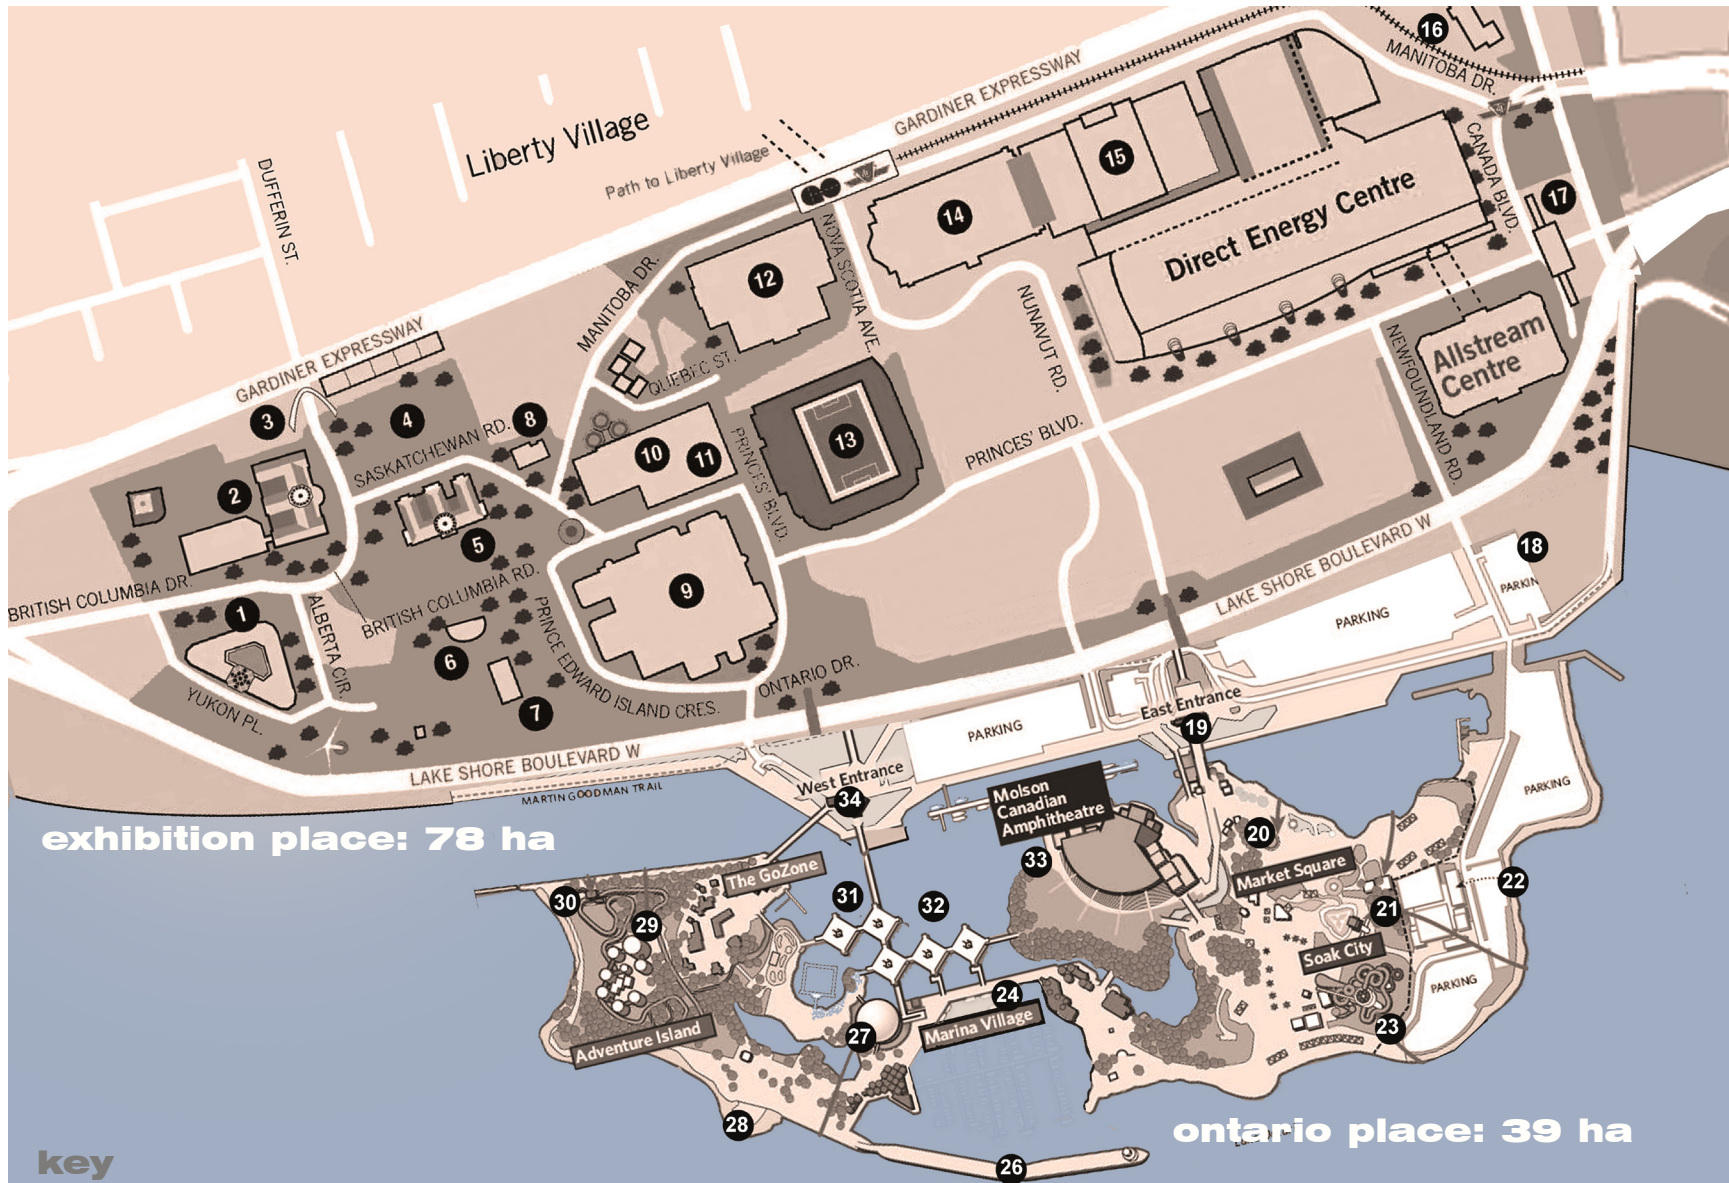 16
MANITOBA DR.
GARDINER EXPRESSWAY
Liberty Village
Path to Liberty Village
DUFFERIN ST.
15
14
17
CANADA BLVD.
Direct Energy Centre
NOVA SCOTIA AVE.
MANITOBA DR.
12
NUNAVUT RD.
GARDINER EXPRESSWAY
QUEBEC ST.
NEWFOUNDLAND RD.
Allstream
Centre
3
4
8
SASKATCHEWAN RD.
10
11
13
PRINCES' BLVD.
PRINCES' BLVD.
2
5
9
18
BRITISH COLUMBIA DR.
BRITISH COLUMBIA RD.
LAKE SHORE BOULEVARD W
PARKIN
PARKING
1
ALBERTA CIR.
PRINCE EDWARD ISLAND CRES.
6
7
YUKON PL.
ONTARIO DR.
East Entrance
19
PARKING
LAKE SHORE BOULEVARD W
MARTIN GOODMAN TRAIL
West Entrance
34
PARKING
Molson
Canadian
Amphitheatre
exhibition place: 78 ha
33
20
The GoZone
Market Square
22
30
31
32
21
29
Soak City
PARKING
24
Marina Village
23
27
Adventure Island
28
ontario place: 39 ha
26
key